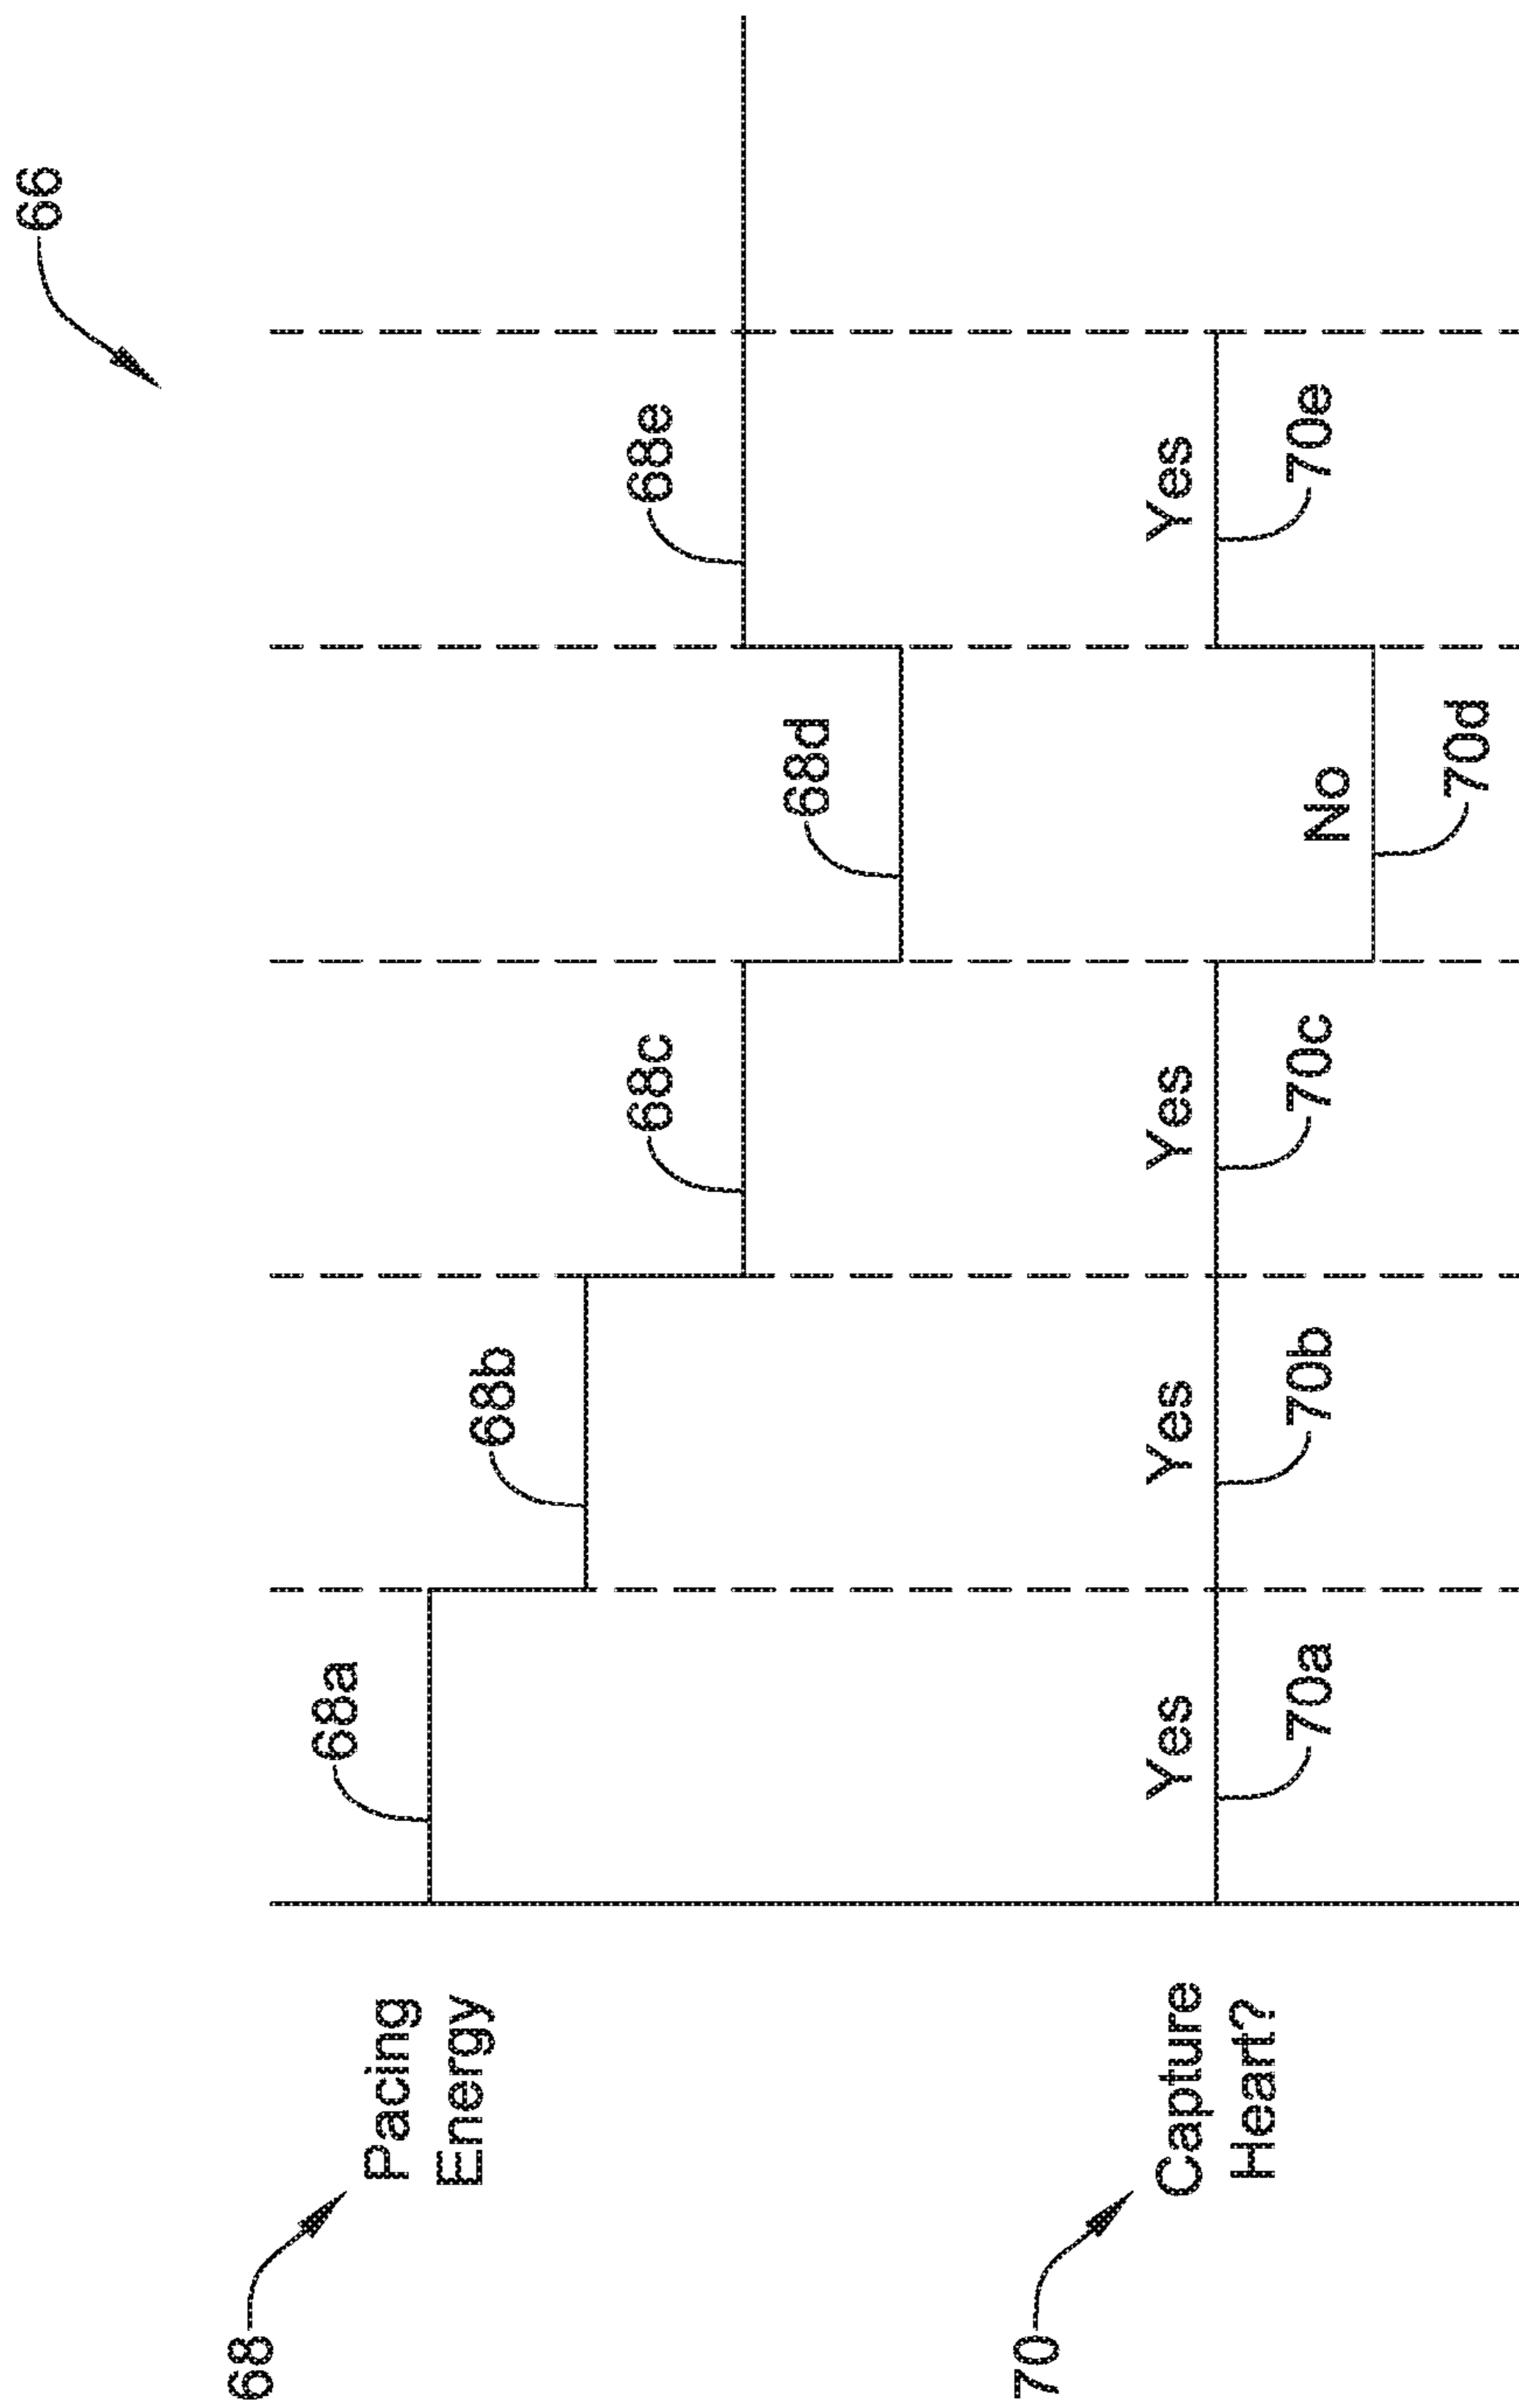 66
68
Pacing
Energy
68a
68b
68c
68d
68e
70
Capture
Heart?
Yes
Yes
Yes
No
Yes
70a
70b
70c
70d
70e